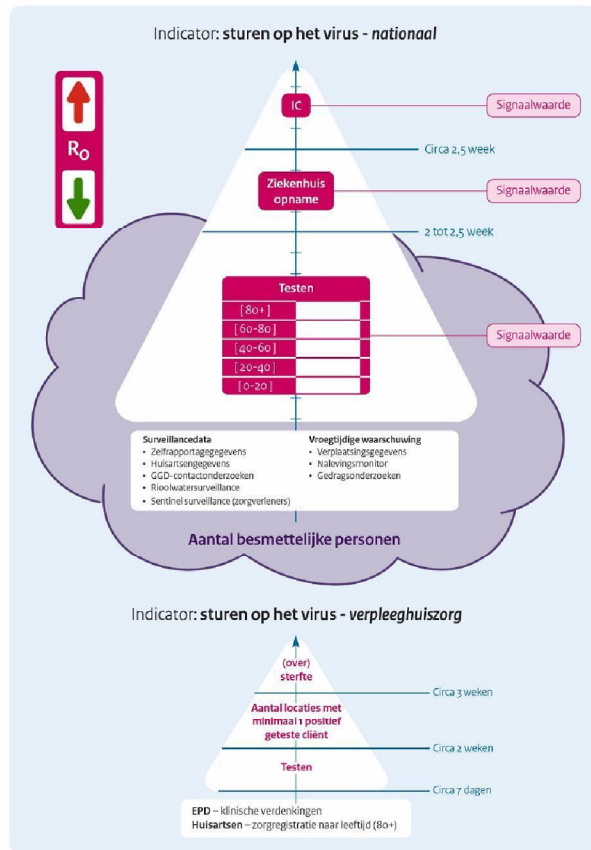 Indicator: sturen op het virus - nationaal
R0
IC
Signaalwaarde
Circa 2,5 week
Ziekenhuis
opname
Signaalwaarde
2 tot 2,5 week
Testen
[80+]
[60-80]
[40-60]
[20-40]
[0-20]
Signaalwaarde
Surveillancedata
• Zelfrapportagegegevens
• Huisartsengegevens
• GGD-contactonderzoeken
• Rioolwatersurveillance
• Sentinel surveillance (zorgverleners)
Vroegtijdige waarschuwing
• Verplaatsingsgegevens
• Nalevingsmonitor
• Gedragsonderzoeken
Aantal besmettelijke personen
Indicator: sturen op het virus - verpleeghuiszorg
(over)
sterfte
Circa 3 weken
Aantal locaties met
minimaal 1 positief
geteste cliënt
Circa 2 weken
Testen
Circa 7 dagen
EPD – klinische verdenkingen
Huisartsen – zorgregistratie naar leeftijd (80+)